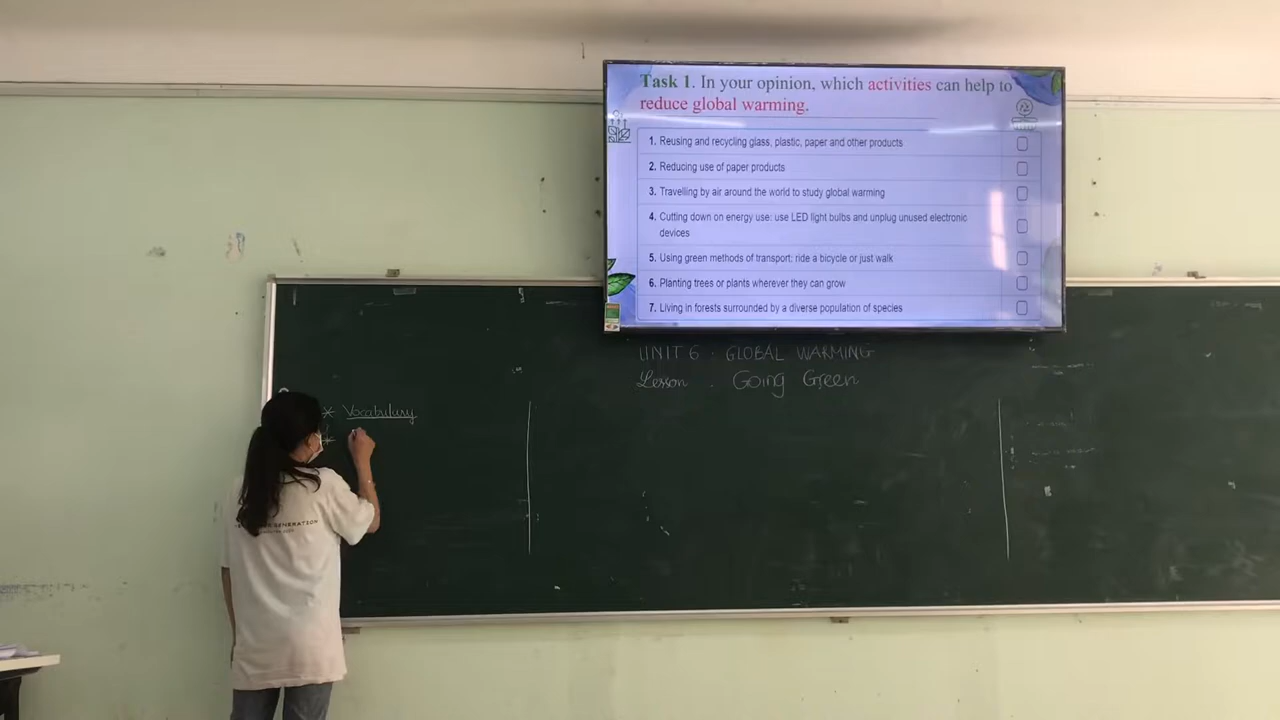 Task 1. In your opinion, which activities can help to
reduce global warming.
1. Reusing and recycling glass, plastic, paper and other products
2. Reducing use of paper products
3. Travelling by air around the world to study global warming
4. Cutting down on energy use: use LED light bulbs and unplug unused electronic
devices
5. Using green methods of transport: ride a bicycle or just walk
6. Planting trees or plants wherever they can grow
7. Living in forests surrounded by a diverse population of species
UNIT 6 : GLOBAL WARMING
Lesson : Going Green
* Vocabulury
GENERATION